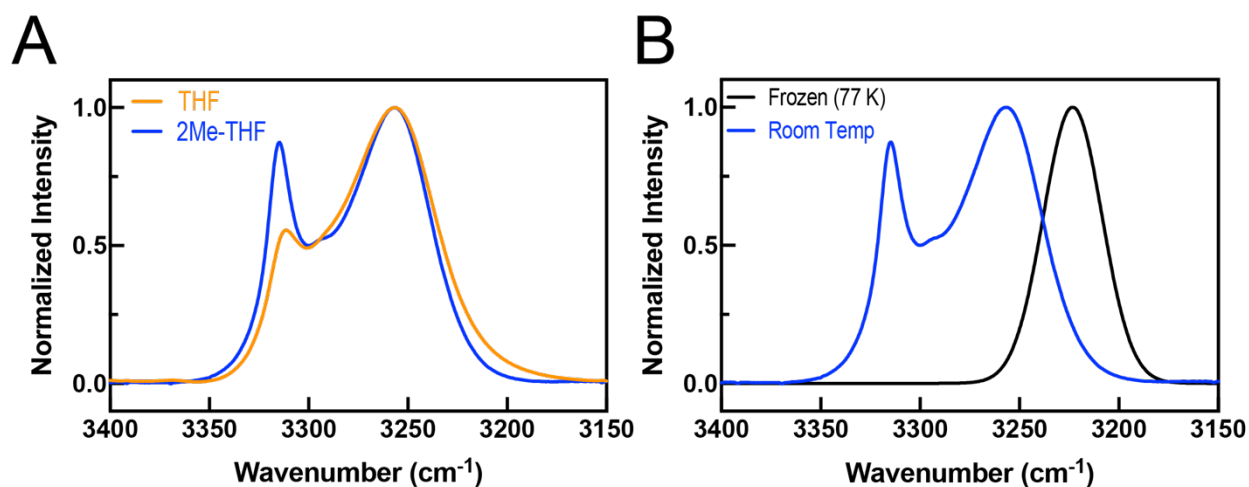 A
THF
2Me-THF
1.0
0.5
0.0
Normalized Intensity
3400 3350 3300 3250 3200 3150
Wavenumber (cm-1)
B
Frozen (77 K)
Room Temp
1.0
0.5
0.0
Normalized Intensity
3400 3350 3300 3250 3200 3150
Wavenumber (cm-1)